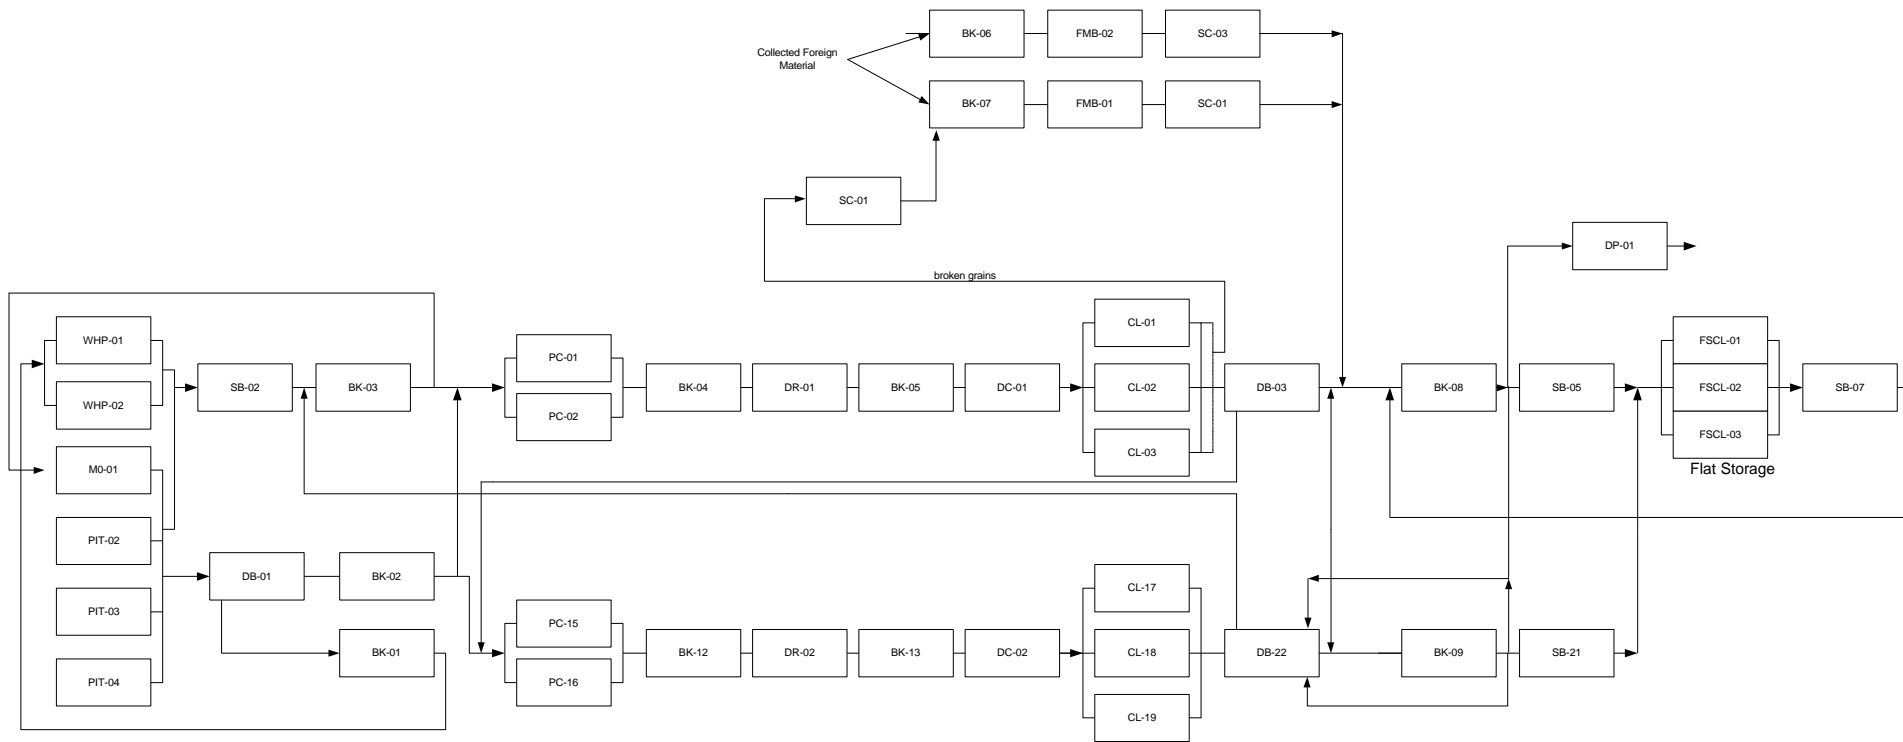 BK-06
FMB-02
SC-03
Collected Foreign
Material
BK-07
FMB-01
SC-01
SC-01
DP-01
broken grains
WHP-01
WHP-02
M0-01
PIT-02
PIT-03
PIT-04
SB-02
BK-03
DB-01
BK-02
BK-01
PC-01
PC-02
BK-04
DR-01
BK-05
DC-01
CL-01
CL-02
CL-03
DB-03
BK-08
SB-05
FSCL-01
FSCL-02
FSCL-03
Flat Storage
SB-07
PC-15
PC-16
BK-12
DR-02
BK-13
DC-02
CL-17
CL-18
CL-19
DB-22
BK-09
SB-21